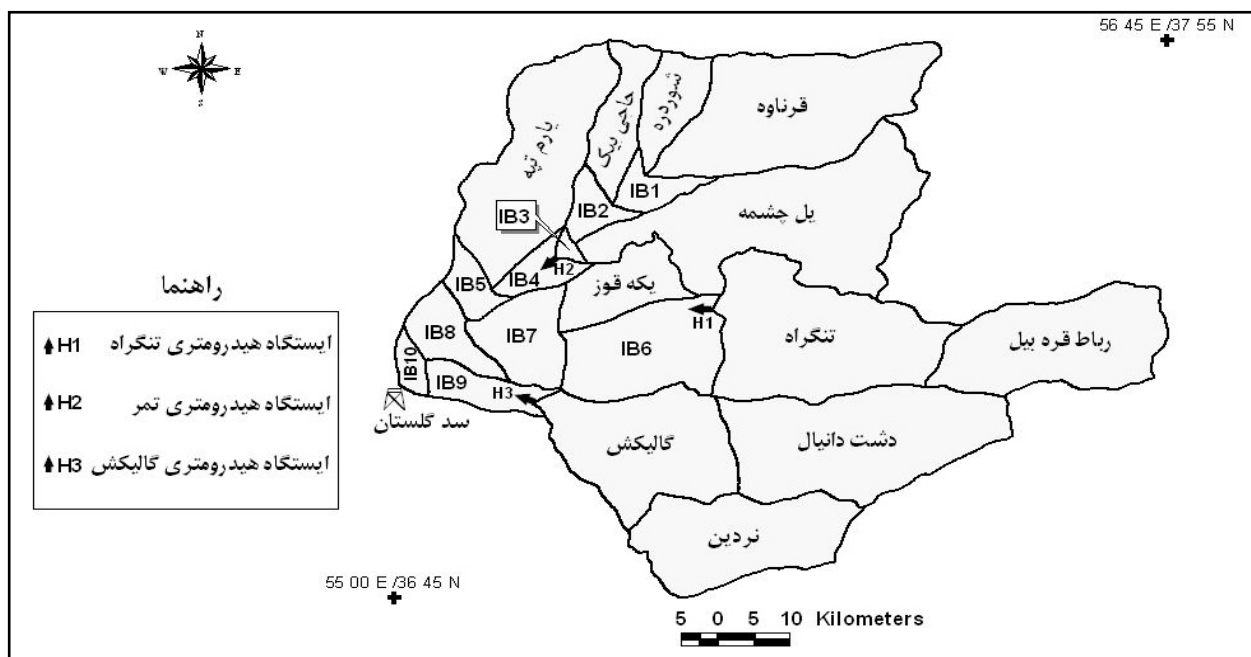 56 45 E /37 55 N
N
W
E
S
شوردره
قرناوه
حاجی بیک
یارم تپه
IB1
IB2
یل چشمه
IB3
H2
IB4
IB5
یکه قوز
H1
IB8
IB7
IB6
تنگراه
رباط قره بیل
IB10
IB9
H3
سد گلستان
گالیکش
دشت دانیال
نردین
راهنما
ایستگاه هیدرومتری تنگراه H1
ایستگاه هیدرومتری تمر H2
ایستگاه هیدرومتری گالیکش H3
55 00 E /36 45 N
5 0 5 10 Kilometers